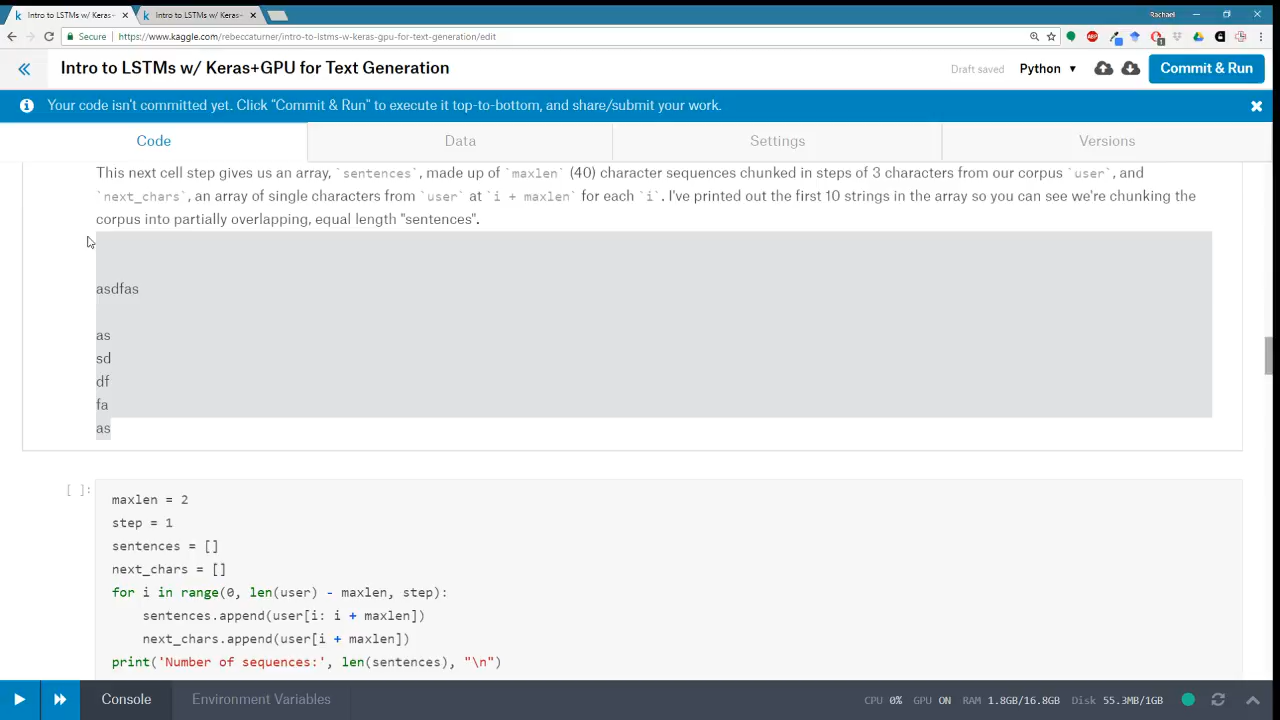 Intro to LSTMs w/ Keras-
Intro to LSTMs w/ Keras-
Rachael
Secure
https://www.kaggle.com/rebeccaturner/intro-to-lstms-w-keras-gpu-for-text-generation/edit
Intro to LSTMs w/ Keras+GPU for Text Generation
Draft saved
Python
Commit & Run
Your code isn't committed yet. Click "Commit & Run" to execute it top-to-bottom, and share/submit your work.
Code
Data
Settings
Versions
This next cell step gives us an array, `sentences`, made up of `maxlen` (40) character sequences chunked in steps of 3 characters from our corpus `user`, and
`next_chars`, an array of single characters from `user` at `i + maxlen` for each `i`. I've printed out the first 10 strings in the array so you can see we're chunking the
corpus into partially overlapping, equal length "sentences".
asdfas
as
sd
df
fa
as
[ ]:
maxlen = 2
step = 1
sentences = []
next_chars = []
for i in range(0, len(user) - maxlen, step):
sentences.append(user[i: i + maxlen])
next_chars.append(user[i + maxlen])
print('Number of sequences:', len(sentences), "\n")
Console
Environment Variables
CPU 0% GPU ON RAM 1.8GB/16.8GB Disk 55.3MB/1GB